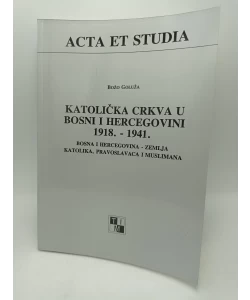 ACTA ET STUDIA
BOŽO GOLUŽA
KATOLIČKA CRKVA U
BOSNI I HERCEGOVINI
1918. - 1941.
BOSNA I HERCEGOVINA - ZEMLJA
KATOLIKA, PRAVOSLAVACA I MUSLIMANA